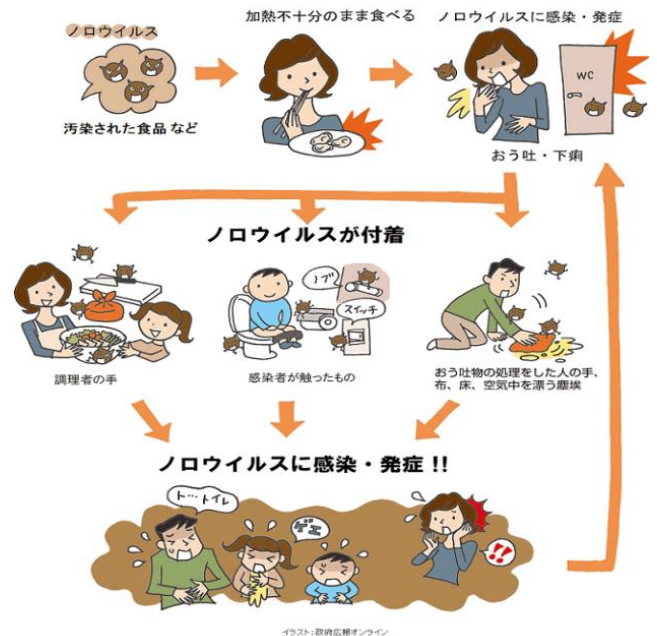 ノロウイルス
汚染された食品 など
加熱不十分のまま食べる
ノロウイルスに感染・発症
WC
おう吐・下痢
ノロウイルスが付着
ノブ
スイッチ
調理者の手
感染者が触ったもの
おう吐物の処理をした人の手、
布、床、空気中を漂う塵埃
ノロウイルスに感染・発症 !!
ト…トイレ
ゲエ
!!
イラスト：政府広報オンライン